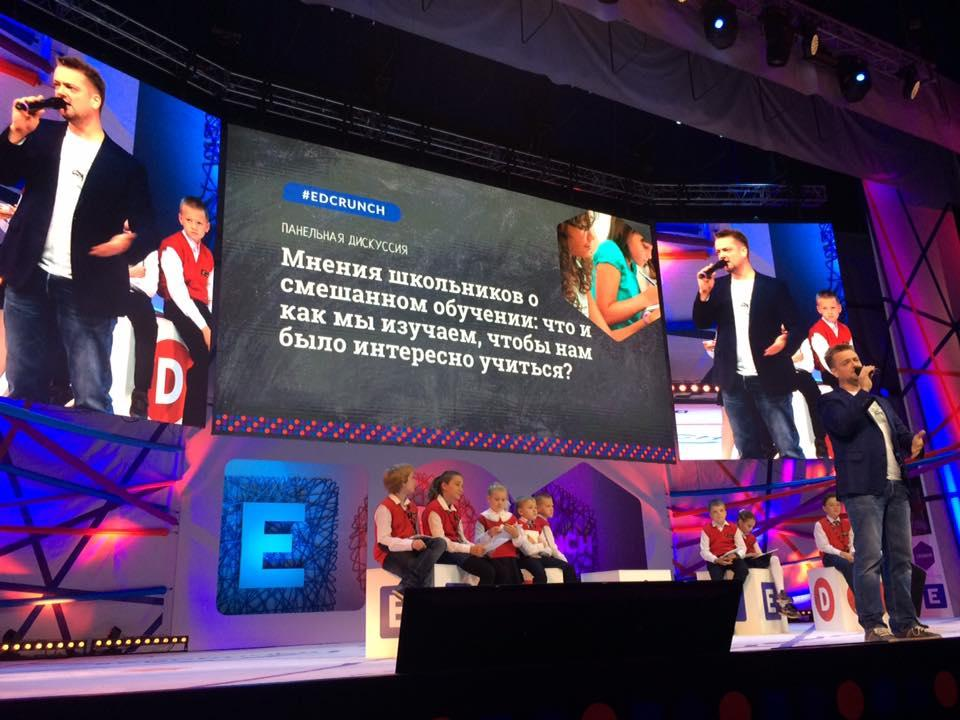 #EDCRUNCH
ПАНЕЛЬНАЯ ДИСКУССИЯ
Мнения школьников о
смешанном обучении: что и
как мы изучаем, чтобы нам
было интересно учиться?
D
E
E
E
D
E